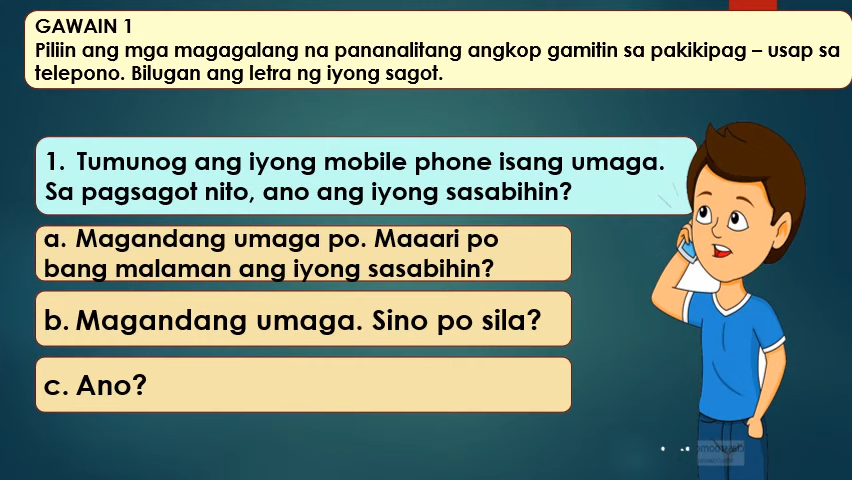 GAWAIN 1
Piliin ang mga magagalang na pananalitang angkop gamitin sa pakikipag – usap sa
telepono. Bilugan ang letra ng iyong sagot.
1. Tumunog ang iyong mobile phone isang umaga.
Sa pagsagot nito, ano ang iyong sasabihin?
a. Magandang umaga po. Maaari po
bang malaman ang iyong sasabihin?
b. Magandang umaga. Sino po sila?
c. Ano?